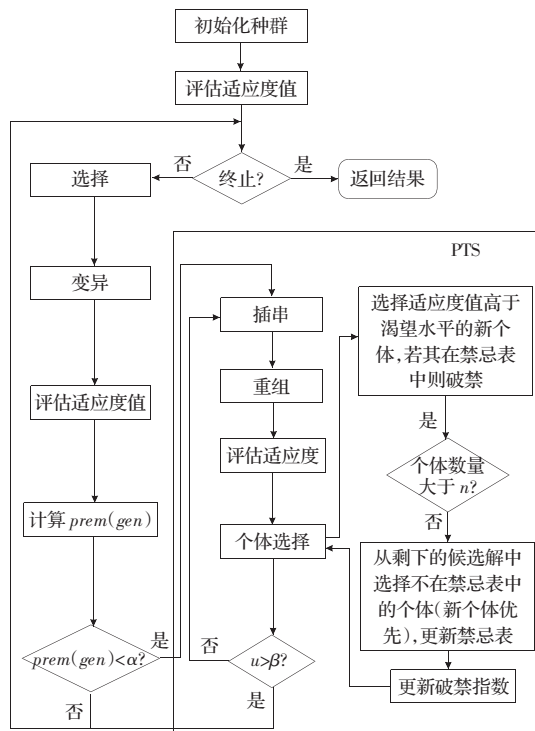 初始化种群
评估适应度值
终止?
否
是
返回结果
选择
变异
评估适应度值
计算 prem(gen)
prem(gen)<α?
是
否
PTS
插串
重组
评估适应度
个体选择
u>β?
否
是
选择适应度值高于
渴望水平的新个
体,若其在禁忌表
中则破禁
是
个体数量
大于 n?
否
从剩下的候选解中
选择不在禁忌表中
的个体(新个体优
先),更新禁忌表
更新破禁指数